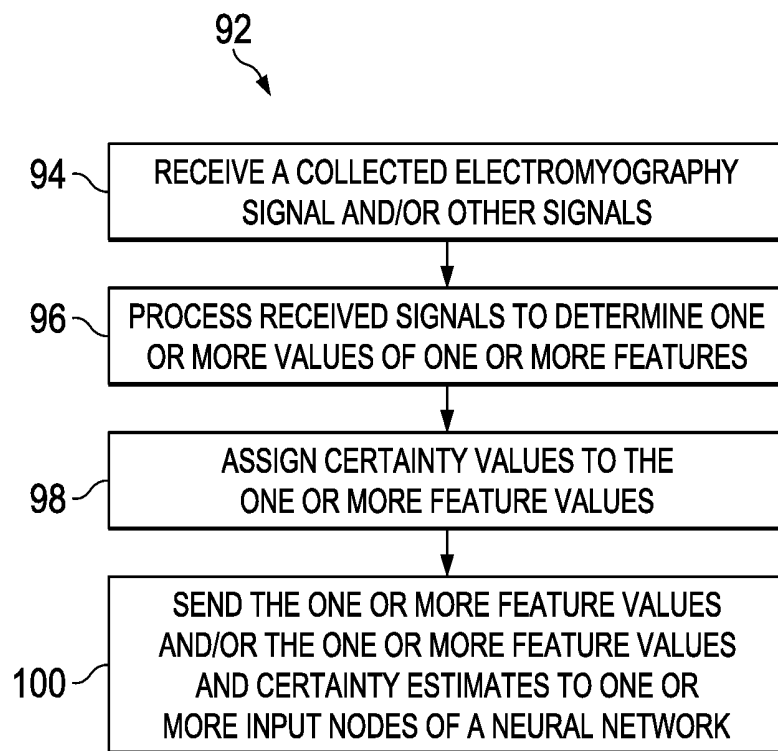 92
94
RECEIVE A COLLECTED ELECTROMYOGRAPHY
SIGNAL AND/OR OTHER SIGNALS
96
PROCESS RECEIVED SIGNALS TO DETERMINE ONE
OR MORE VALUES OF ONE OR MORE FEATURES
98
ASSIGN CERTAINTY VALUES TO THE
ONE OR MORE FEATURE VALUES
100
SEND THE ONE OR MORE FEATURE VALUES
AND/OR THE ONE OR MORE FEATURE VALUES
AND CERTAINTY ESTIMATES TO ONE OR
MORE INPUT NODES OF A NEURAL NETWORK